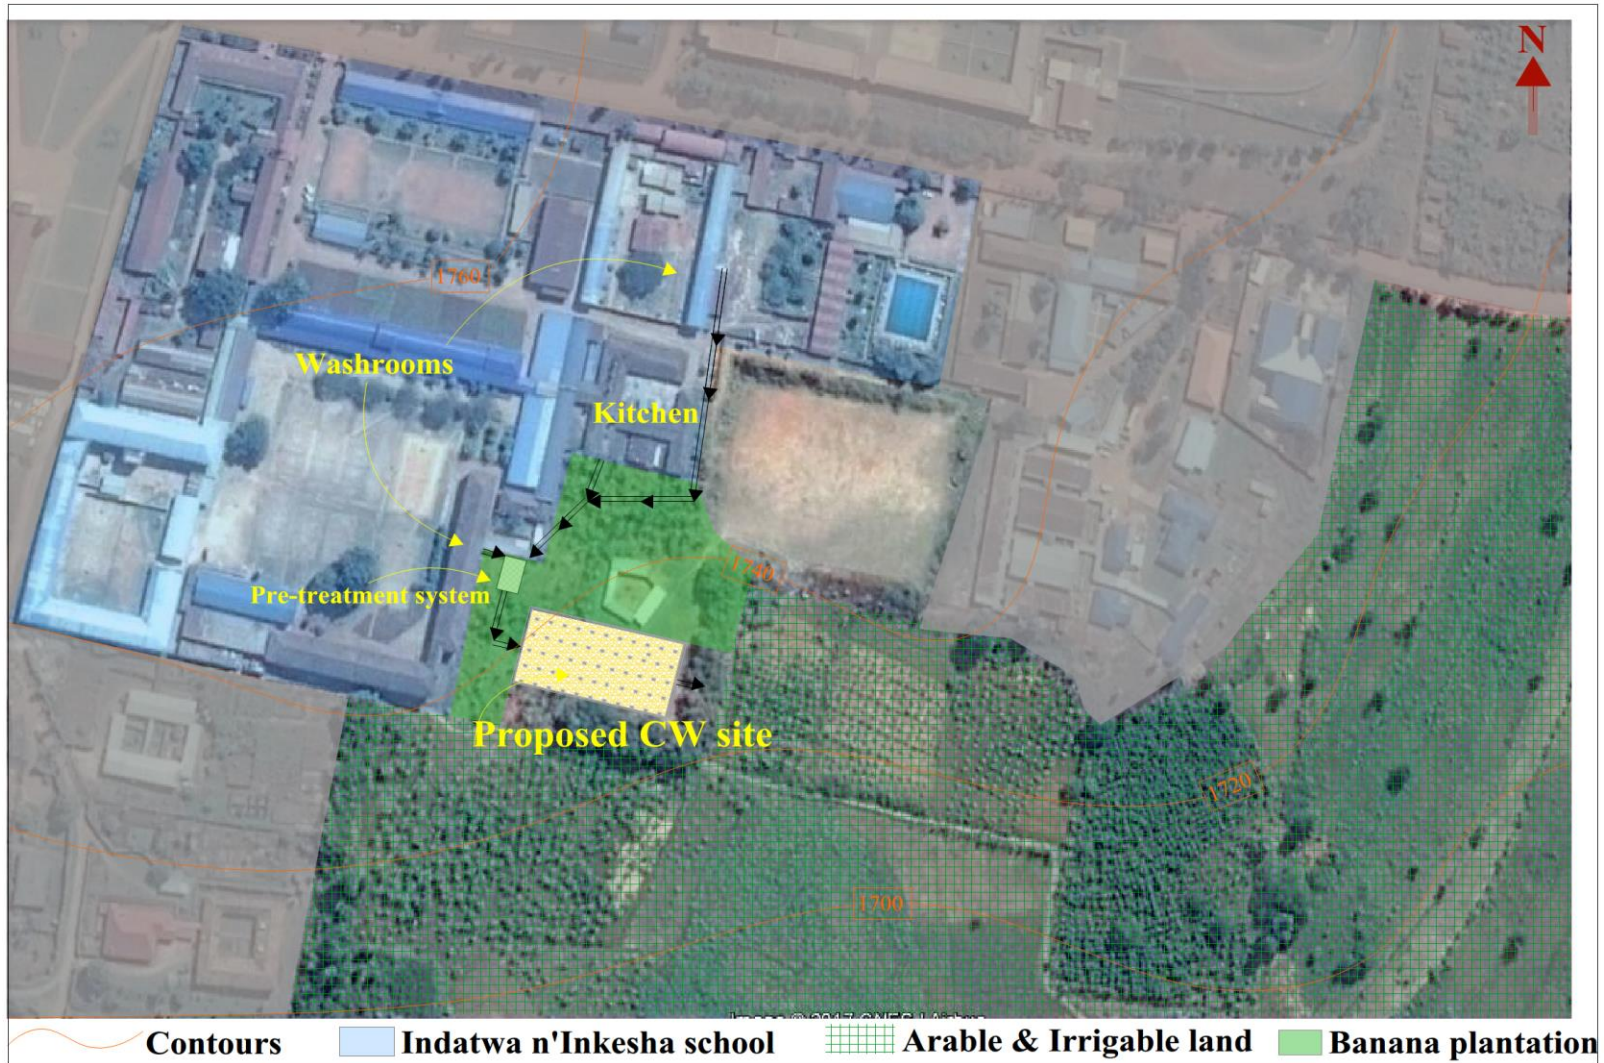 N
1760
Washrooms
Kitchen
1740
Pre-treatment system
Proposed CW site
1720
1700
Contours
Indatwa n'Inkesha school
Arable & Irrigable land
Banana plantation